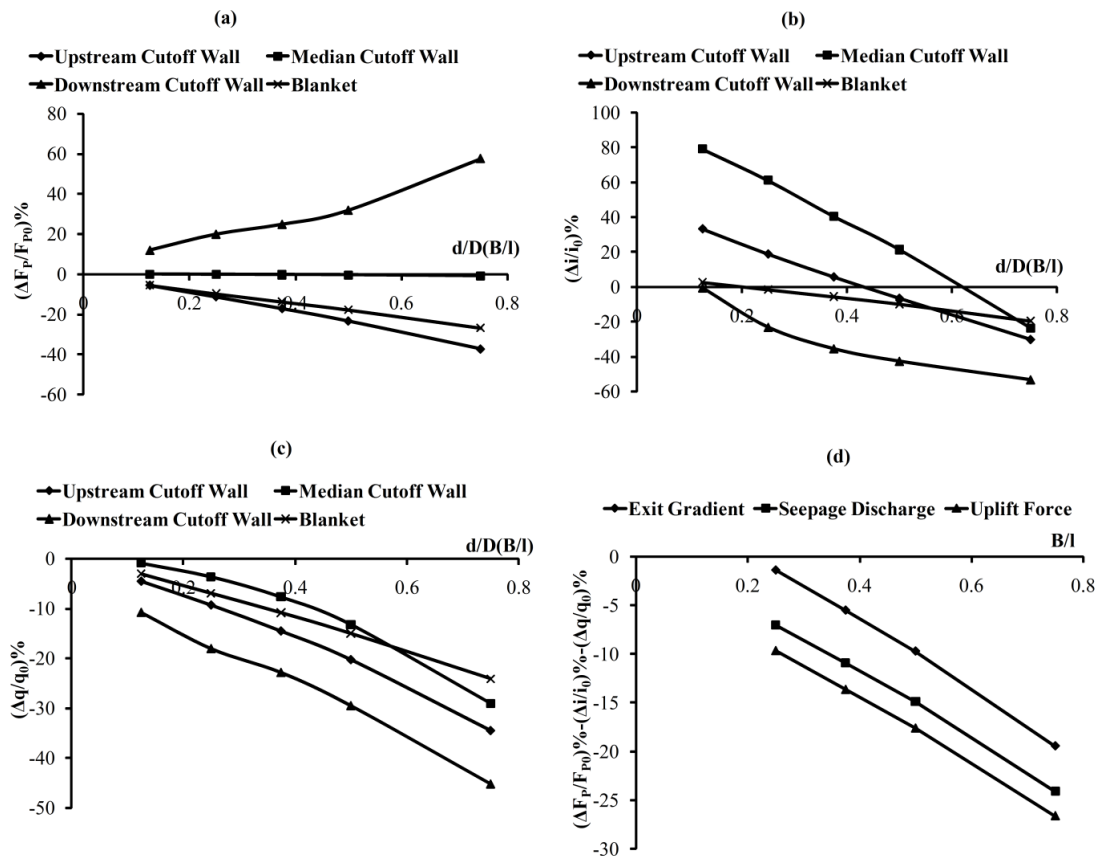 (a)
Upstream Cutoff Wall Median Cutoff Wall
Downstream Cutoff Wall Blanket
80
60
40
20
0
-20
-40
-60
0 0.2 0.4 0.6 0.8
d/D(B/l)
(ΔF_P/F_P0)%
(b)
Upstream Cutoff Wall Median Cutoff Wall
Downstream Cutoff Wall Blanket
100
80
60
40
20
0
-20
-40
-60
0 0.2 0.4 0.6 0.8
d/D(B/l)
(Δi/i_0)%
(c)
Upstream Cutoff Wall Median Cutoff Wall
Downstream Cutoff Wall Blanket
0
-10
-20
-30
-40
-50
0 0.2 0.4 0.6 0.8
d/D(B/l)
(Δq/q_0)%
(d)
Exit Gradient Seepage Discharge Uplift Force
0
-5
-10
-15
-20
-25
-30
0 0.2 0.4 0.6 0.8
B/l
(ΔF_P/F_P0)%-(Δi/i_0)%-(Δq/q_0)%